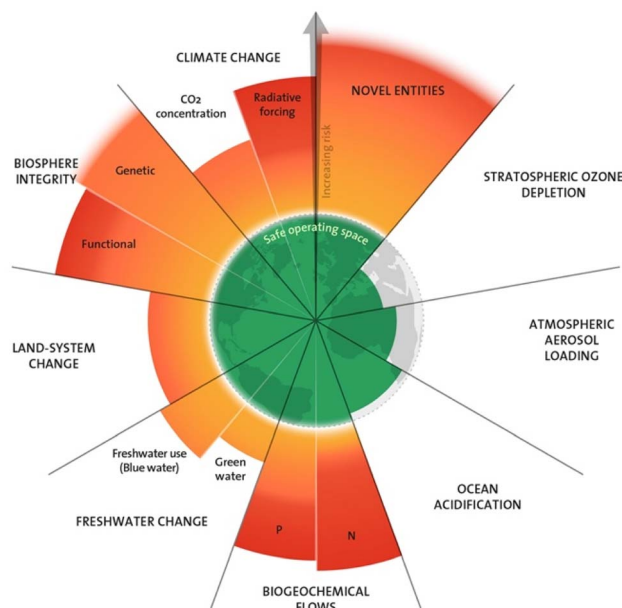 CLIMATE CHANGE
CO2
concentration
Radiative
forcing
NOVEL ENTITIES
Increasing risk
BIOSPHERE
INTEGRITY
Genetic
STRATOSPHERIC OZONE
DEPLETION
Functional
Safe operating space
LAND-SYSTEM
CHANGE
ATMOSPHERIC
AEROSOL
LOADING
Freshwater use
(Blue water)
Green
water
OCEAN
ACIDIFICATION
FRESHWATER CHANGE
P
N
BIOGEOCHEMICAL
FLOWS